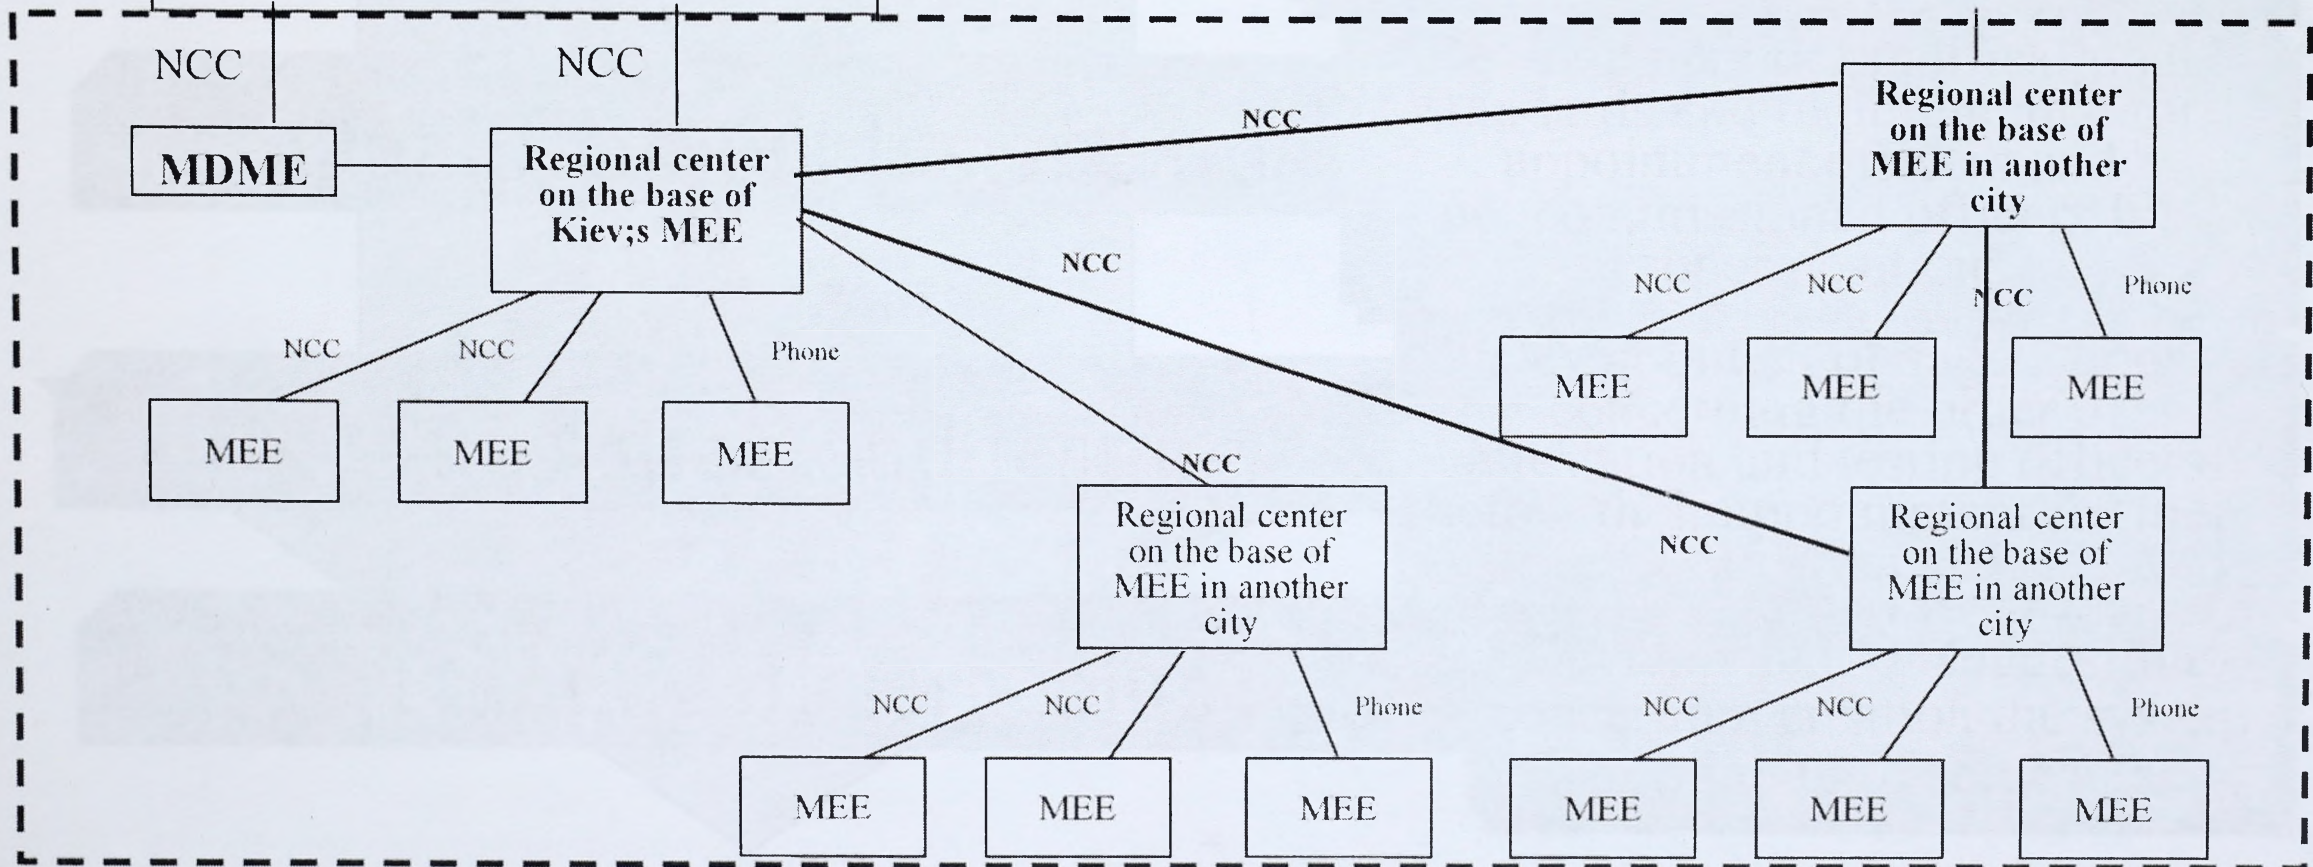 NCC
NCC
MDME
Regional center
on the base of
Kiev;s MEE
NCC
Regional center
on the base of
MEE in another
city
NCC
NCC
NCC
NCC
Phone
NCC
NCC
Phone
MEE
MEE
MEE
MEE
MEE
MEE
NCC
Regional center
on the base of
MEE in another
city
NCC
Regional center
on the base of
MEE in another
city
NCC
NCC
Phone
NCC
NCC
Phone
MEE
MEE
MEE
MEE
MEE
MEE